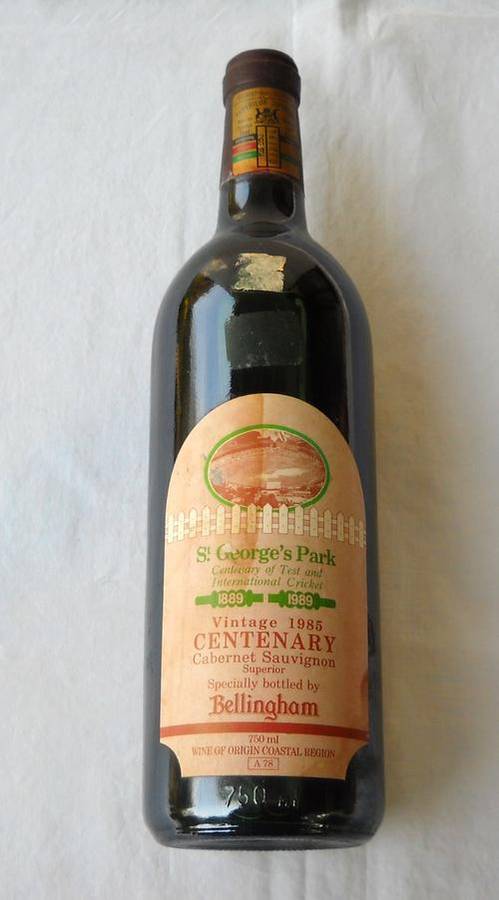 St George's Park
Centenary of Test and
International Cricket
1889 1989
Vintage 1985
CENTENARY
Cabernet Sauvignon
Superior
Specially bottled by
Bellingham
750 ml
WINE OF ORIGIN COASTAL REGION
A 78
750 ml